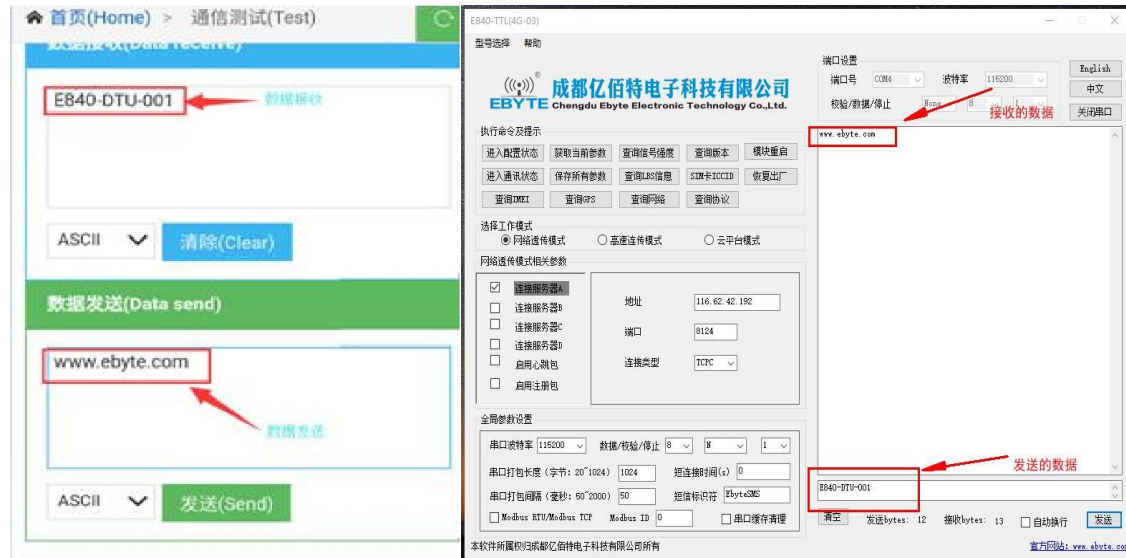 首页(Home) > 通信测试(Test)
数据接收(Data receive)
E840-DTU-001
数据接收
ASCII
清除(Clear)
数据发送(Data send)
www.ebyte.com
数据发送
ASCII
发送(Send)
E840-TTL(4G-03)
型号选择 帮助
EBYTE
®
成都亿佰特电子科技有限公司
Chengdu Ebyte Electronic Technology Co.,Ltd.
端口设置
端口号 COM4 波特率 115200
校验/数据/停止 None 8 1
English
中文
关闭串口
接收的数据
www.ebyte.com
执行命令及提示
进入配置状态 获取当前参数 查询信号强度 查询版本 模块重启
进入通讯状态 保存所有参数 查询LBS信息 SIM卡ICCID 恢复出厂
查询IMEI 查询GPS 查询网络 查询协议
选择工作模式
网络透传模式 高速连传模式 云平台模式
网络透传模式相关参数
连接服务器A
连接服务器B
连接服务器C
连接服务器D
启用心跳包
启用注册包
地址 116.62.42.192
端口 8124
连接类型 TCPC
全局参数设置
串口波特率 115200 数据/校验/停止 8 N 1
串口打包长度 (字节: 20~1024) 1024 短连接时间(s) 0
串口打包间隔 (毫秒: 50~2000) 50 短信标识符 EbyteSMS
Modbus RTU/Modbus TCP Modbus ID 0 串口缓存清理
发送的数据
E840-DTU-001
清空 发送bytes: 12 接收bytes: 13 自动换行 发送
本软件所属权归成都亿佰特电子科技有限公司所有
官方网站: www.ebyte.com